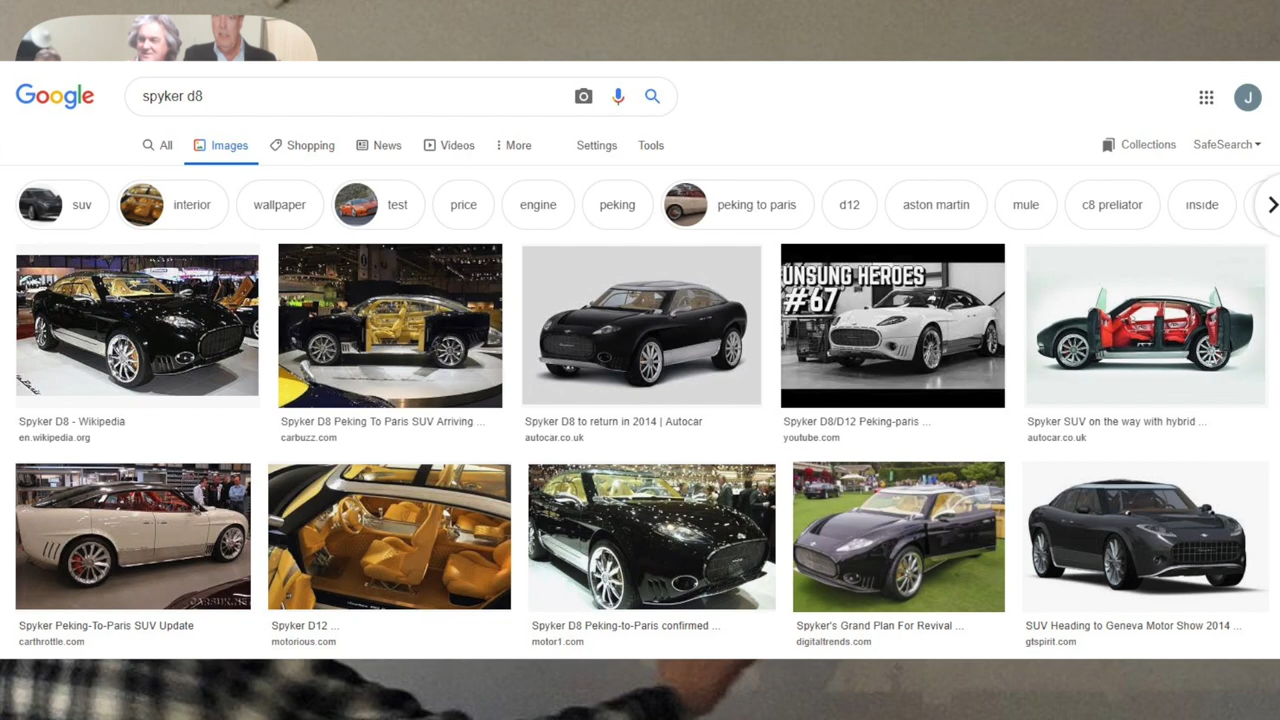 Google
spyker d8
J
All
Images
Shopping
News
Videos
More
Settings
Tools
Collections
SafeSearch
suv
interior
wallpaper
test
price
engine
peking
peking to paris
d12
aston martin
mule
c8 preliator
inside
UNSUNG HEROES
#67
Spyker D8 - Wikipedia
en.wikipedia.org
Spyker D8 Peking To Paris SUV Arriving ...
carbuzz.com
Spyker D8 to return in 2014 | Autocar
autocar.co.uk
Spyker D8/D12 Peking-paris ...
youtube.com
Spyker SUV on the way with hybrid ...
autocar.co.uk
Spyker Peking-To-Paris SUV Update
carthrottle.com
Spyker D12 ...
motorious.com
Spyker D8 Peking-to-Paris confirmed ...
motor1.com
Spyker's Grand Plan For Revival ...
digitaltrends.com
SUV Heading to Geneva Motor Show 2014 ...
gtspirit.com